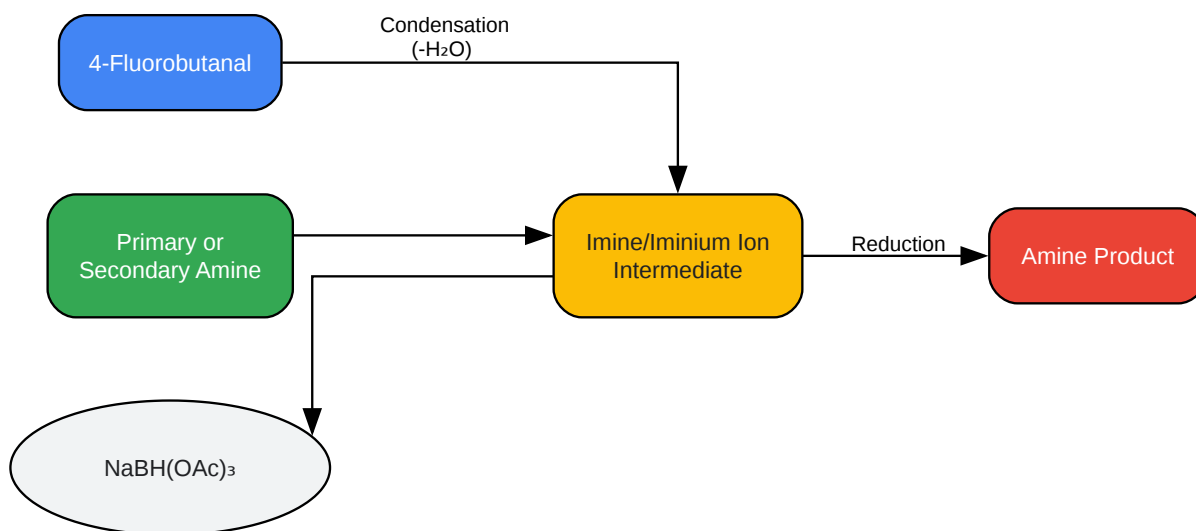 4-Fluorobutanal
Condensation
(-H₂O)
Primary or
Secondary Amine
Imine/Iminium Ion
Intermediate
Reduction
Amine Product
NaBH(OAc)₃